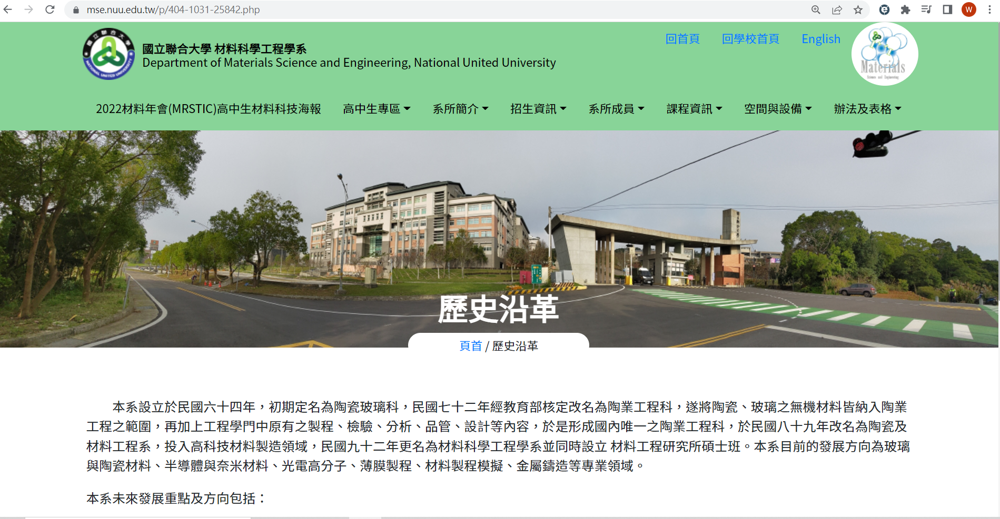 mse.nuu.edu.tw/p/404-1031-25842.php
W
國立聯合大學
NATIONAL UNITED UNIVERSITY
國立聯合大學 材料科學工程學系
Department of Materials Science and Engineering, National United University
回首頁 回學校首頁 English
Materials
Science and Engineering
2022材料年會(MRSTIC)高中生材料科技海報 高中生專區 系所簡介 招生資訊 系所成員 課程資訊 空間與設備 辦法及表格
歷史沿革
頁首 / 歷史沿革
本系設立於民國六十四年，初期定名為陶瓷玻璃科，民國七十二年經教育部核定改名為陶業工程科，遂將陶瓷、玻璃之無機材料皆納入陶業
工程之範圍，再加上工程學門中原有之製程、檢驗、分析、品管、設計等內容，於是形成國內唯一之陶業工程科，於民國八十九年改名為陶瓷及
材料工程系，投入高科技材料製造領域，民國九十二年更名為材料科學工程學系並同時設立 材料工程研究所碩士班。本系目前的發展方向為玻璃
與陶瓷材料、半導體與奈米材料、光電高分子、薄膜製程、材料製程模擬、金屬鑄造等專業領域。
本系未來發展重點及方向包括：